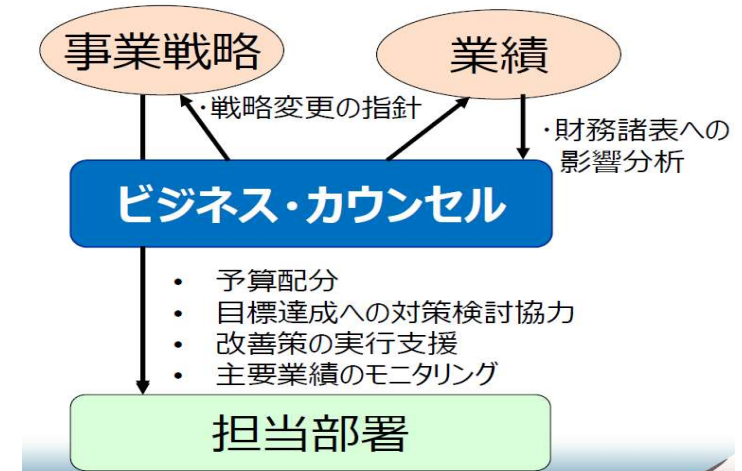 事業戦略
業績
・戦略変更の指針
・財務諸表への
影響分析
ビジネス・カウンセル
• 予算配分
• 目標達成への対策検討協力
• 改善策の実行支援
• 主要業績のモニタリング
担当部署